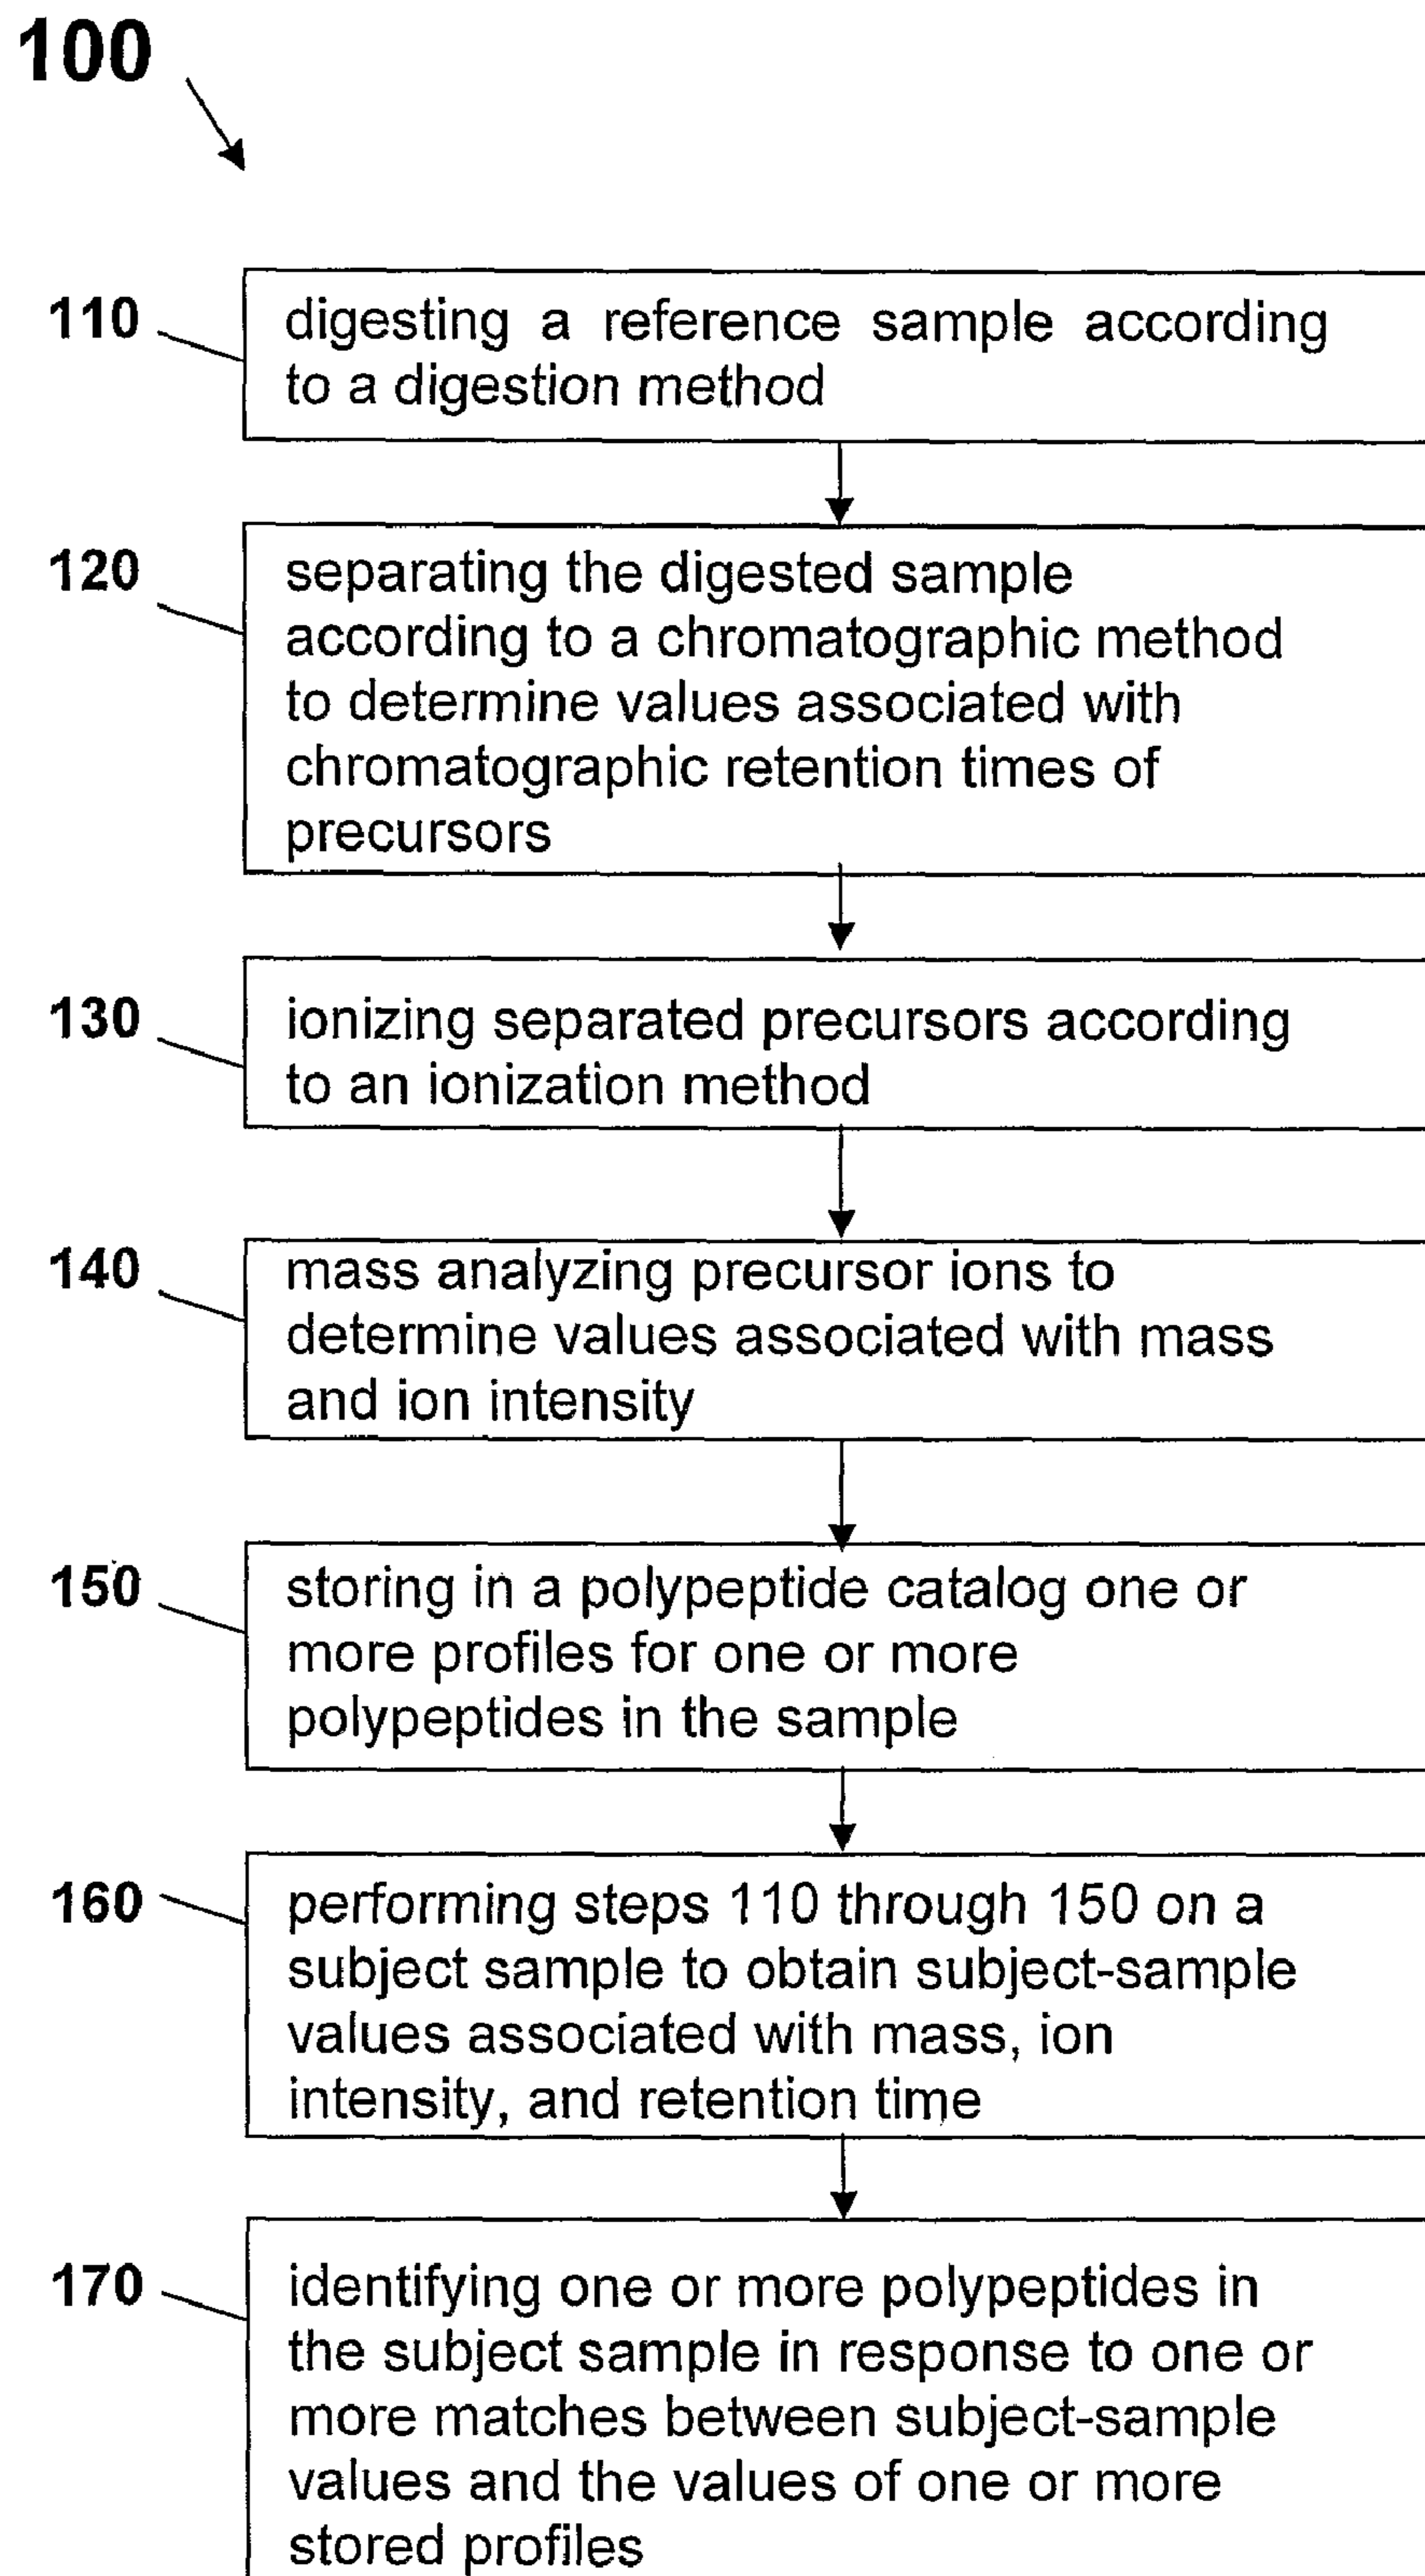 100
110
digesting a reference sample according
to a digestion method
120
separating the digested sample
according to a chromatographic method
to determine values associated with
chromatographic retention times of
precursors
130
ionizing separated precursors according
to an ionization method
140
mass analyzing precursor ions to
determine values associated with mass
and ion intensity
150
storing in a polypeptide catalog one or
more profiles for one or more
polypeptides in the sample
160
performing steps 110 through 150 on a
subject sample to obtain subject-sample
values associated with mass, ion
intensity, and retention time
170
identifying one or more polypeptides in
the subject sample in response to one or
more matches between subject-sample
values and the values of one or more
stored profiles